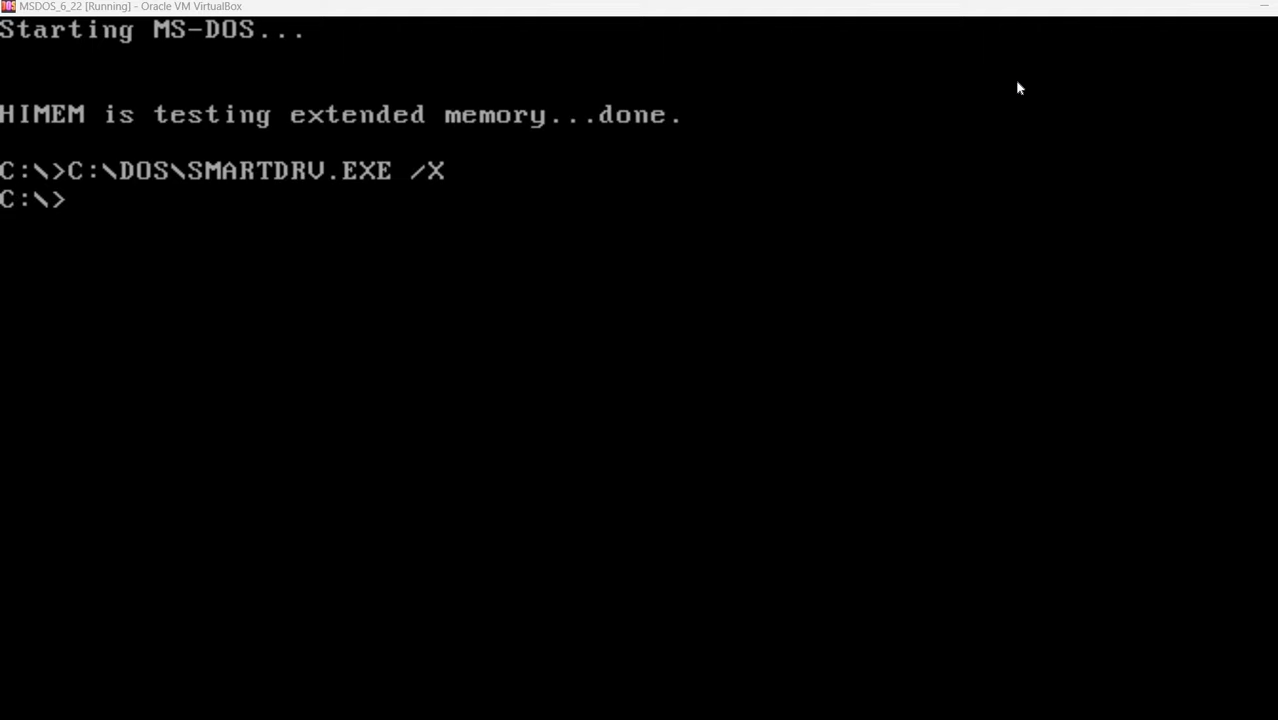 MSDOS_6_22 [Running] - Oracle VM VirtualBox
Starting MS-DOS...
HIMEM is testing extended memory...done.
C:\>C:\DOS\SMARTDRV.EXE /X
C:\>